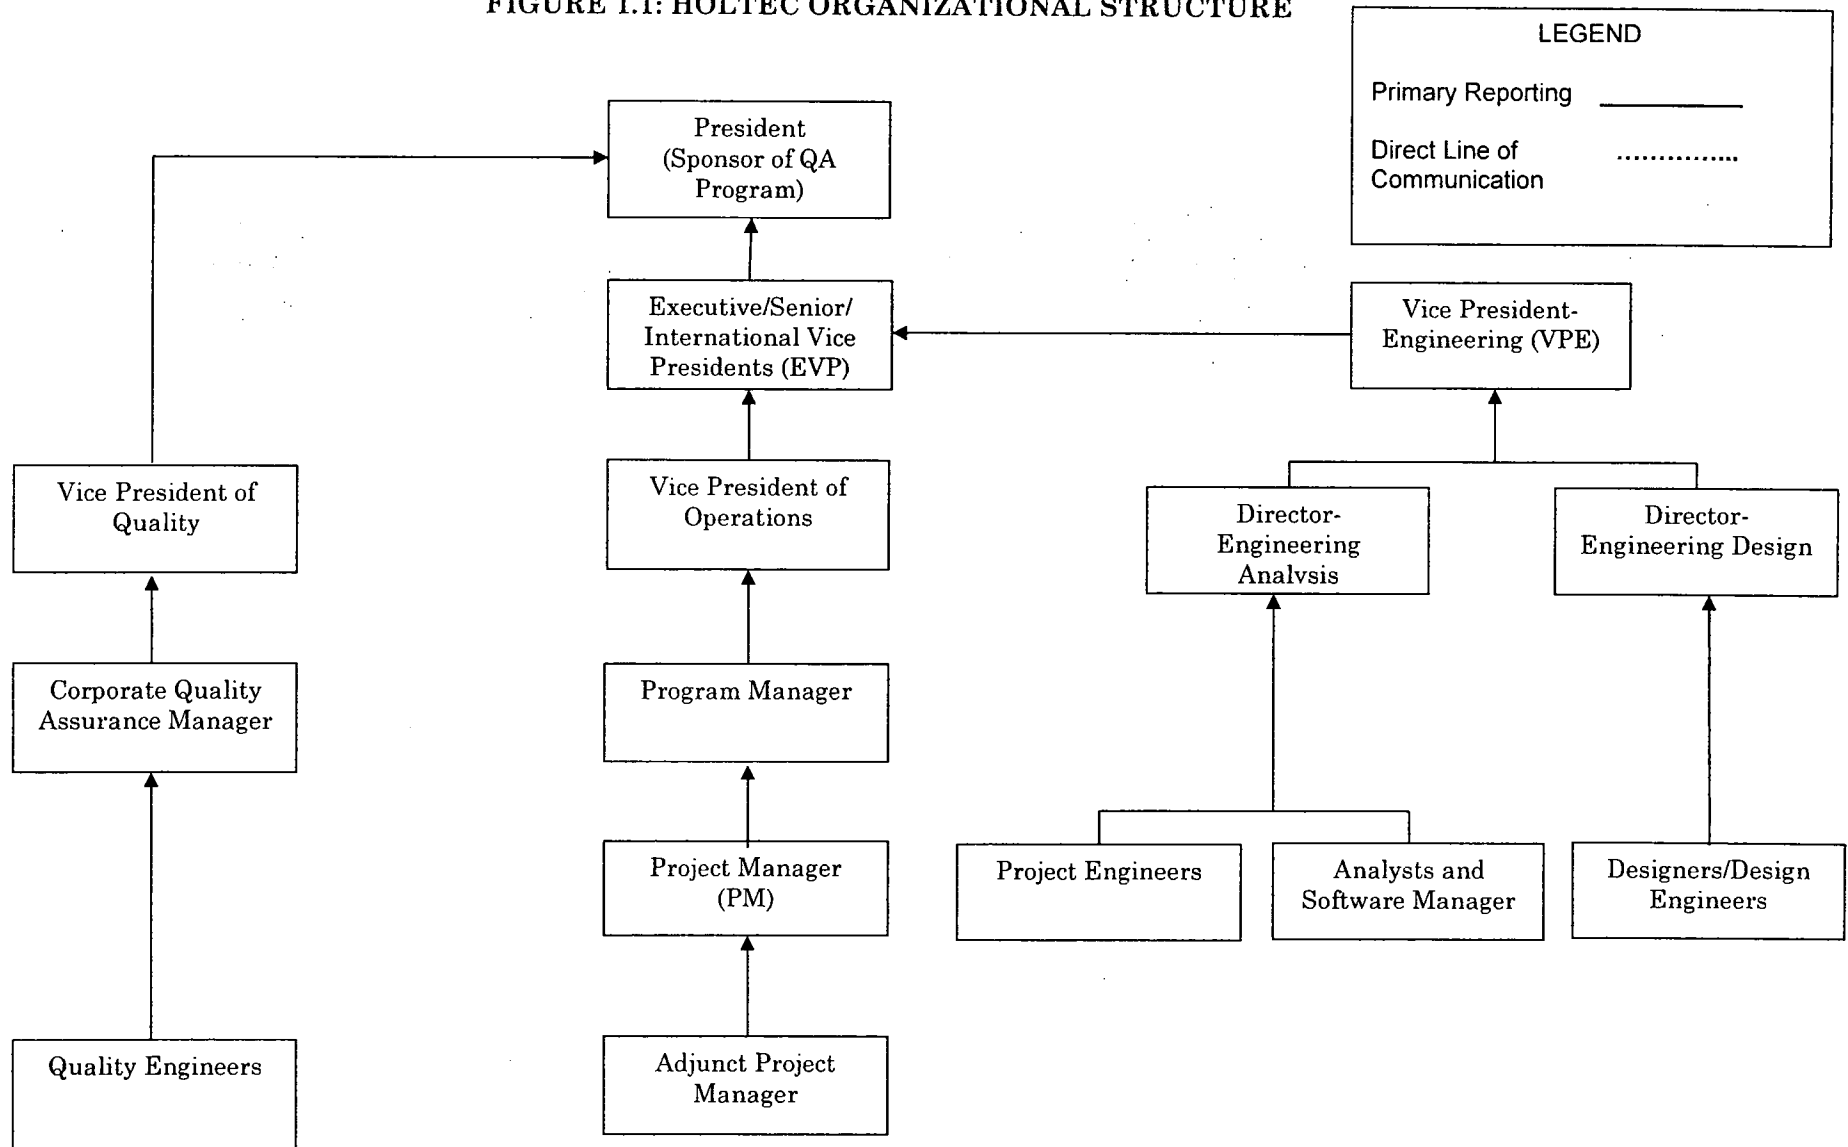 FIGURE 1.1: HOLTEC ORGANIZATIONAL STRUCTURE
LEGEND
Primary Reporting
Direct Line of
Communication
President
(Sponsor of QA
Program)
Executive/Senior/
International Vice
Presidents (EVP)
Vice President-
Engineering (VPE)
Vice President of
Quality
Vice President of
Operations
Director-
Engineering
Analysis
Director-
Engineering Design
Corporate Quality
Assurance Manager
Program Manager
Project Manager
(PM)
Project Engineers
Analysts and
Software Manager
Designers/Design
Engineers
Quality Engineers
Adjunct Project
Manager